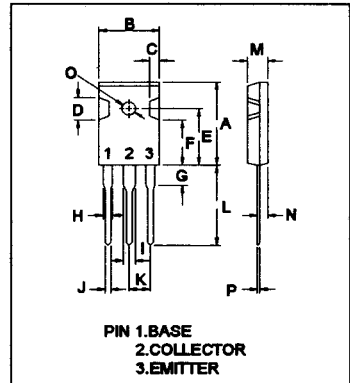 B
C
M
O
D
A
E
F
1 2 3
G
H
L
N
I
J
K
P
PIN 1.BASE
2.COLLECTOR
3.EMITTER